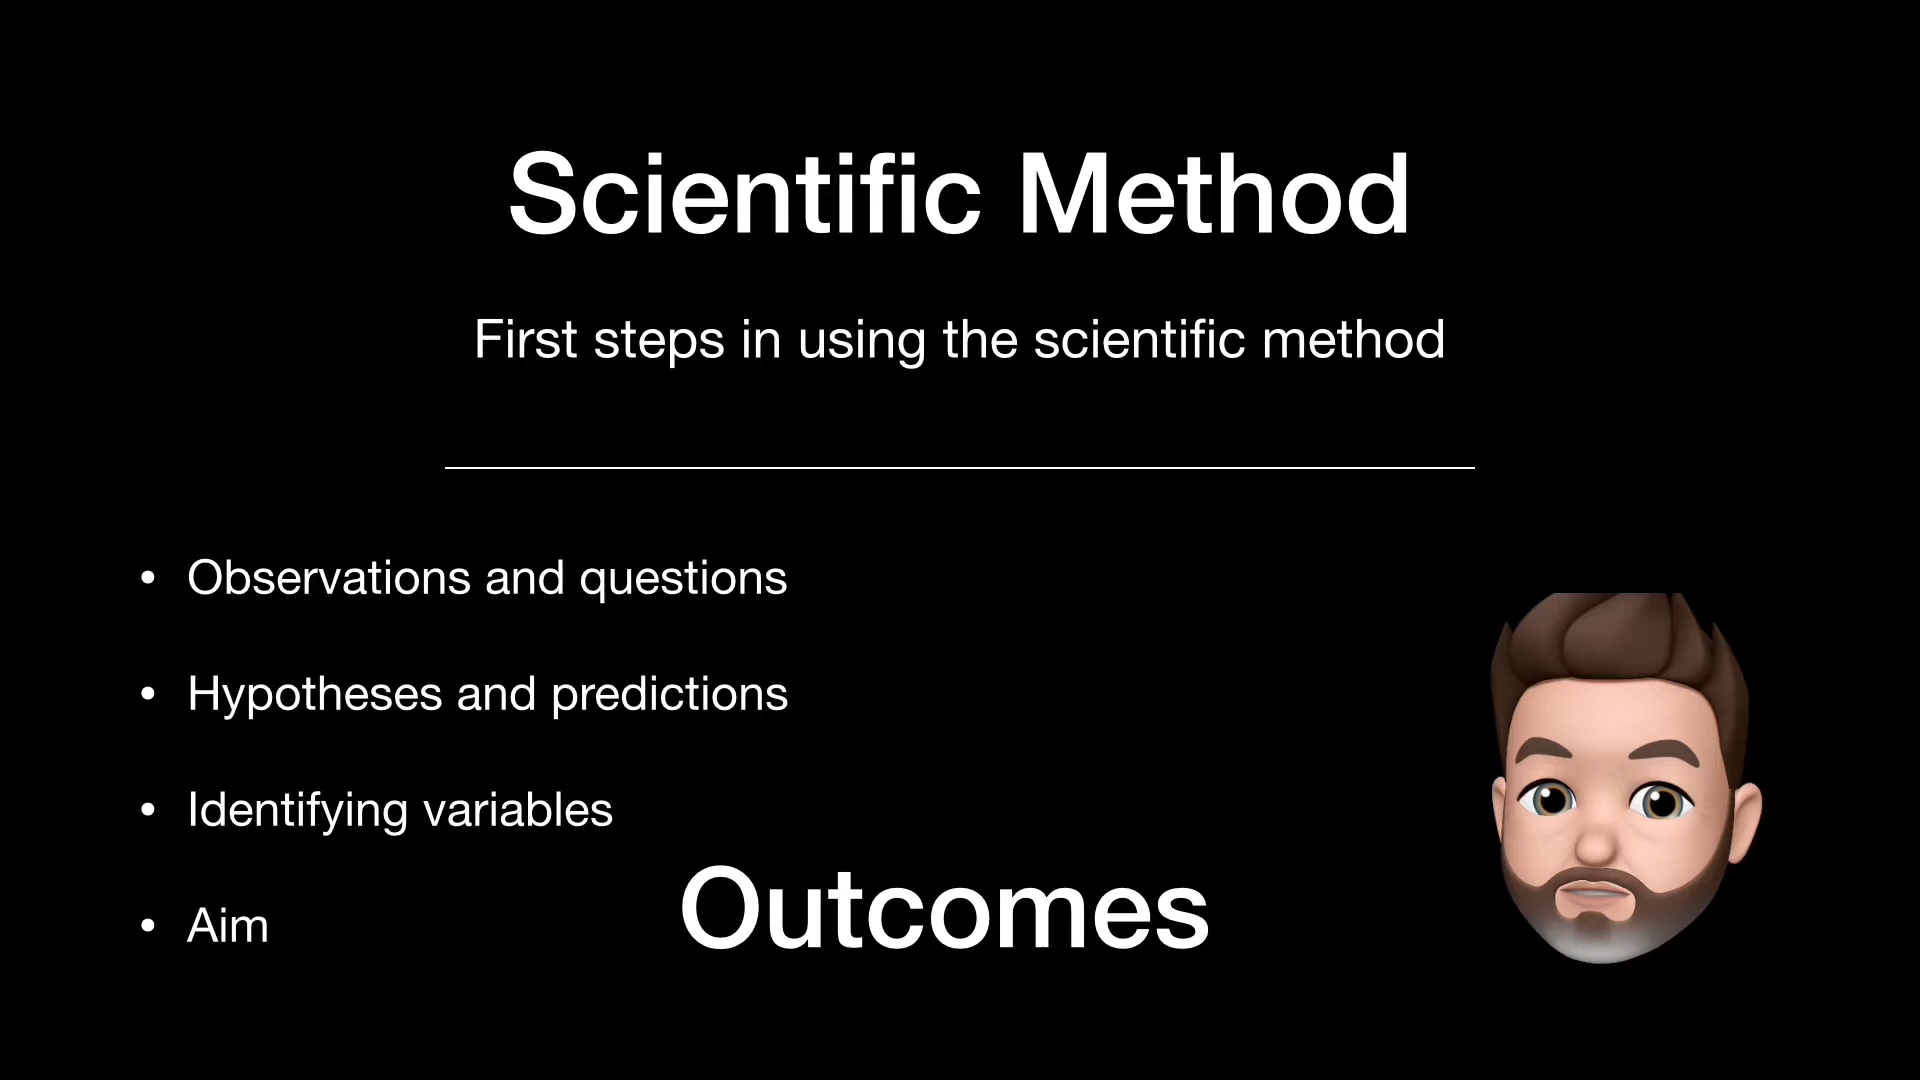 Scientific Method
First steps in using the scientific method
• Observations and questions
• Hypotheses and predictions
• Identifying variables
• Aim
Outcomes